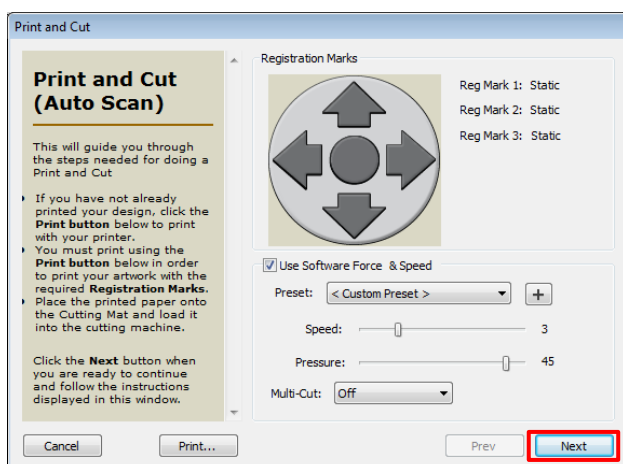 Print and Cut
Print and Cut
(Auto Scan)
This will guide you through
the steps needed for doing a
Print and Cut
If you have not already
printed your design, click the
Print button below to print
with your printer.
You must print using the
Print button below in order
to print your artwork with the
required Registration Marks.
Place the printed paper onto
the Cutting Mat and load it
into the cutting machine.
Click the Next button when
you are ready to continue
and follow the instructions
displayed in this window.
Registration Marks
Reg Mark 1: Static
Reg Mark 2: Static
Reg Mark 3: Static
Use Software Force & Speed
Preset: < Custom Preset > +
Speed: 3
Pressure: 45
Multi-Cut: Off
Cancel Print... Prev Next